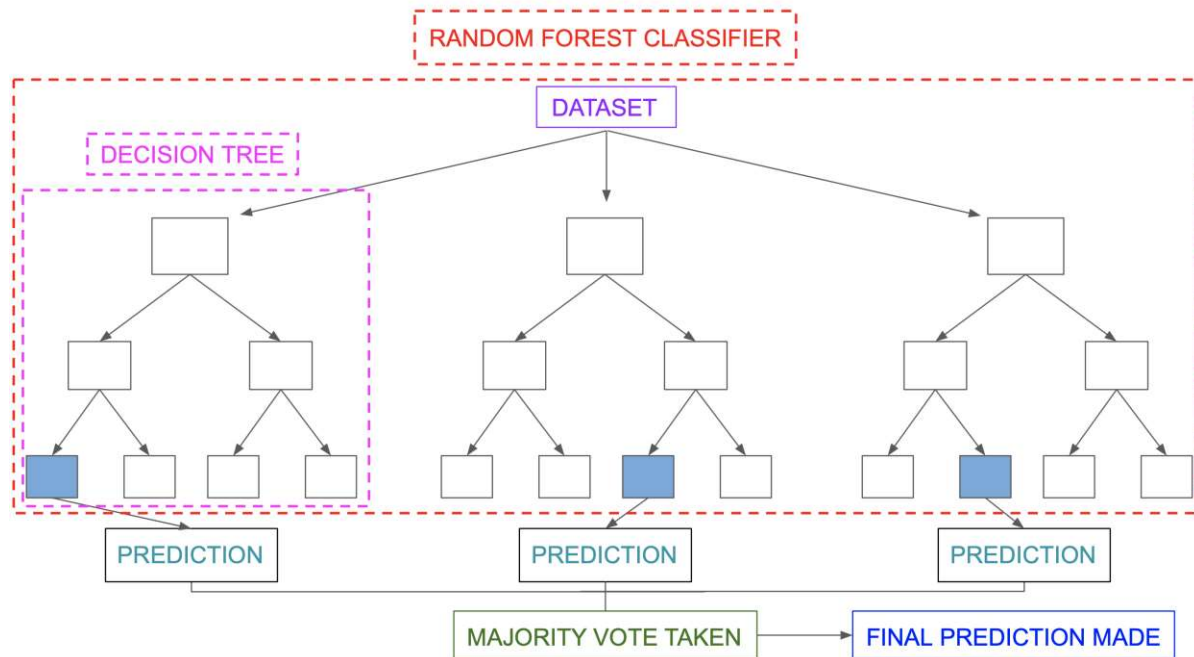 RANDOM FOREST CLASSIFIER
DATASET
DECISION TREE
PREDICTION
PREDICTION
PREDICTION
MAJORITY VOTE TAKEN
FINAL PREDICTION MADE